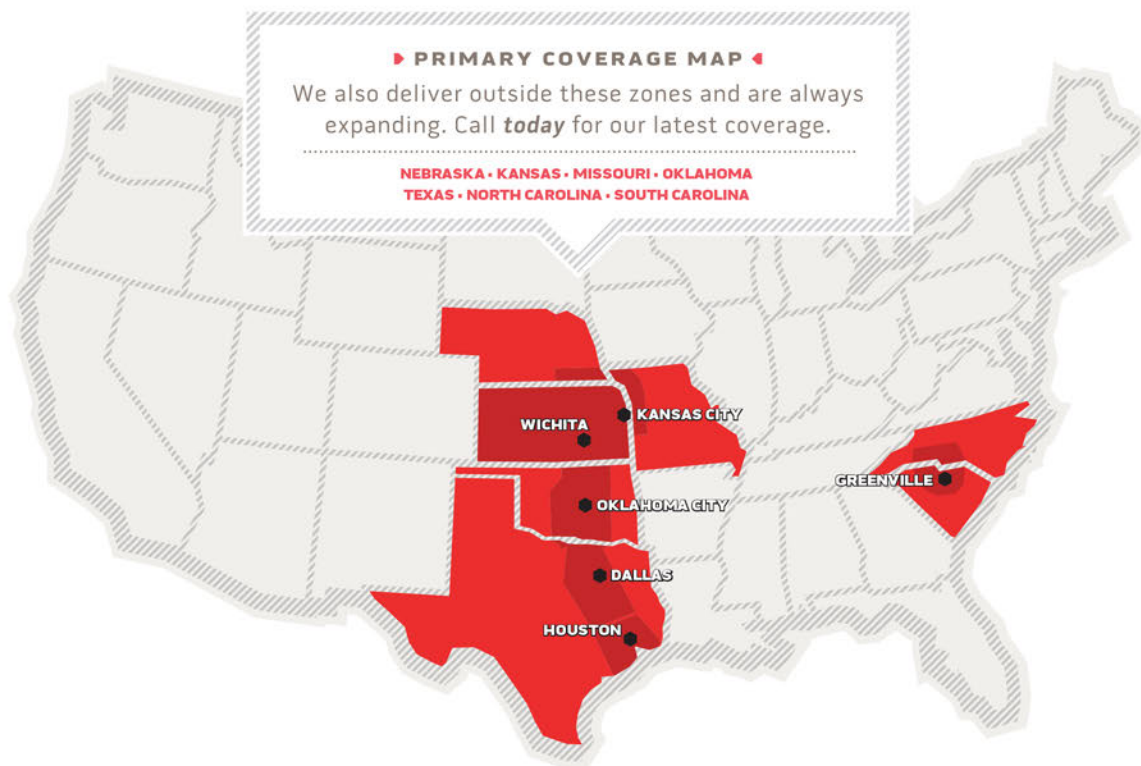 PRIMARY COVERAGE MAP
We also deliver outside these zones and are always
expanding. Call today for our latest coverage.
NEBRASKA • KANSAS • MISSOURI • OKLAHOMA
TEXAS • NORTH CAROLINA • SOUTH CAROLINA
KANSAS CITY
WICHITA
GREENVILLE
OKLAHOMA CITY
DALLAS
HOUSTON